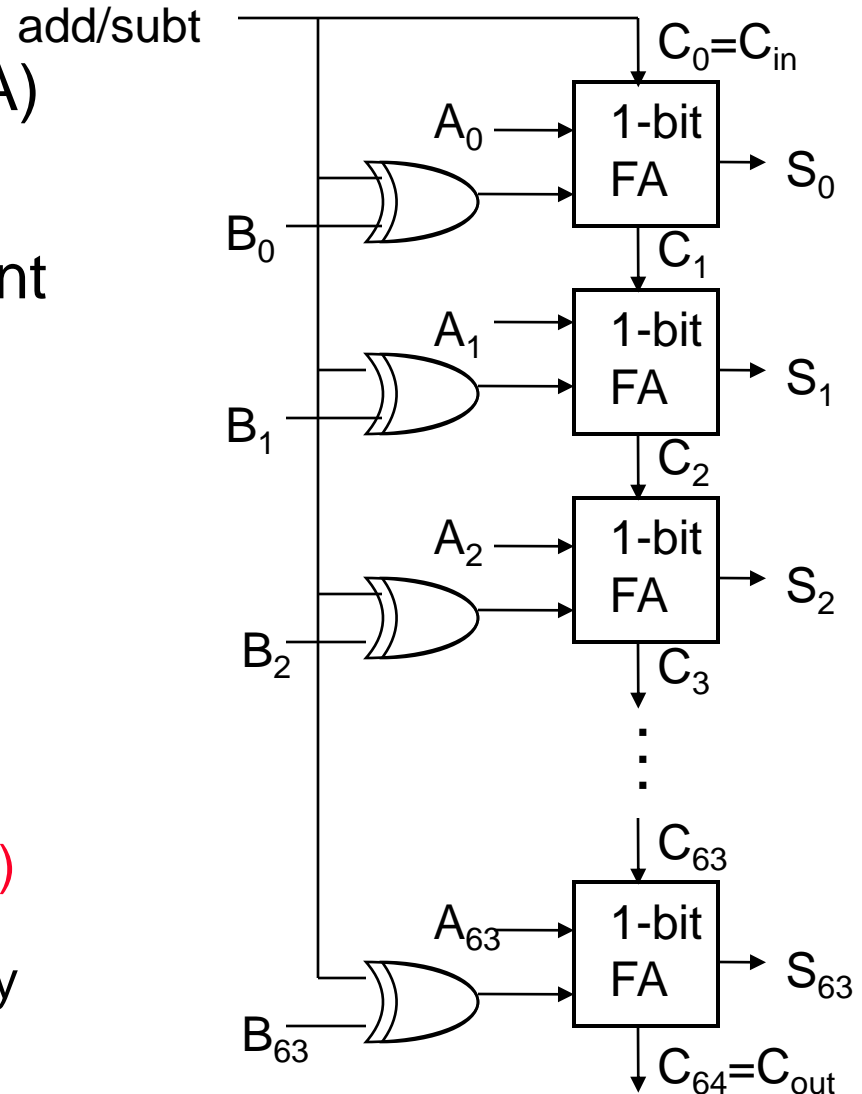 add/subt
C₀=Cᵢₙ
A)
A₀
1-bit
FA
S₀
B₀
nt
C₁
A₁
1-bit
FA
S₁
B₁
C₂
A₂
1-bit
FA
S₂
B₂
C₃
⋮
)
C₆₃
A₆₃
1-bit
FA
S₆₃
y
B₆₃
C₆₄=Cₒᵤₜ